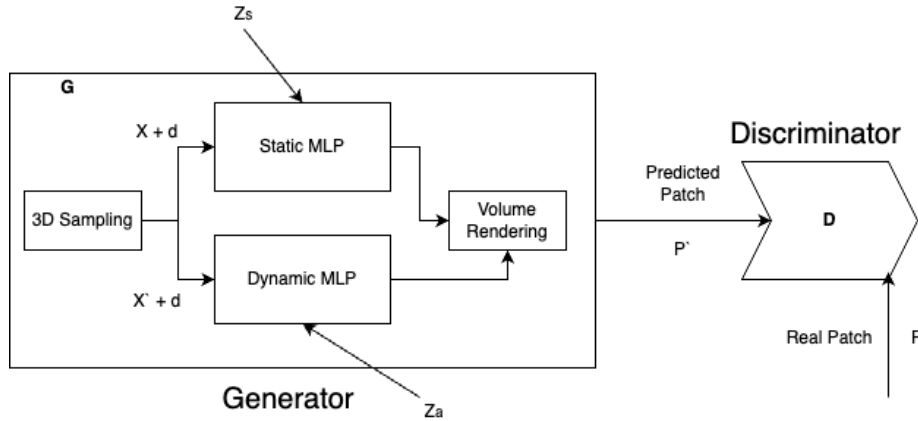 Zs
G
X + d
Static MLP
Discriminator
Predicted
Patch
3D Sampling
Volume
Rendering
D
P`
X` + d
Dynamic MLP
Real Patch
Generator
Za